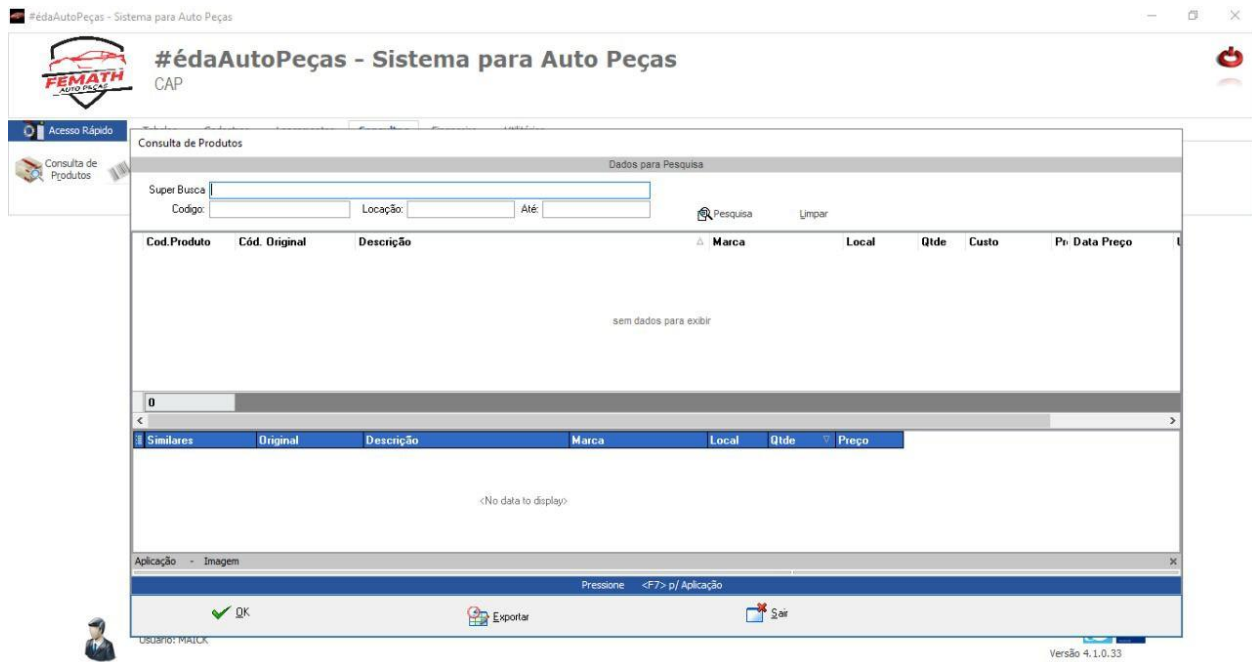 #édaAutoPeças - Sistema para Auto Peças
FEMATH
AUTO PEÇAS
#édaAutoPeças - Sistema para Auto Peças
CAP
Acesso Rápido
Consulta de
Produtos
Consulta de Produtos
Dados para Pesquisa
Super Busca
Codigo: Locação: Até: Pesquisa Limpar
Cod.Produto Cód. Original Descrição Marca Local Qtde Custo Data Preço
sem dados para exibir
0
Similares Original Descrição Marca Local Qtde Preço
<No data to display>
Aplicação - Imagem
Pressione <F7> p/ Aplicação
OK Exportar Sair
Usuário: MAICK
Versão 4.1.0.33